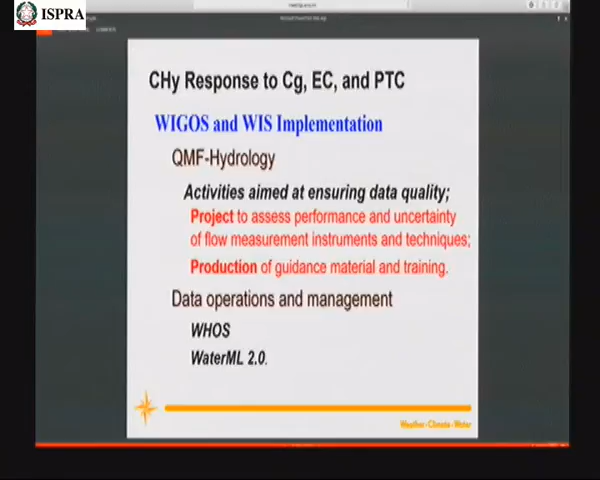 ISPRA
CHy Response to Cg, EC, and PTC
WIGOS and WIS Implementation
QMF-Hydrology
Activities aimed at ensuring data quality;
Project to assess performance and uncertainty
of flow measurement instruments and techniques;
Production of guidance material and training.
Data operations and management
WHOS
WaterML 2.0.
Weather-Climate-Water